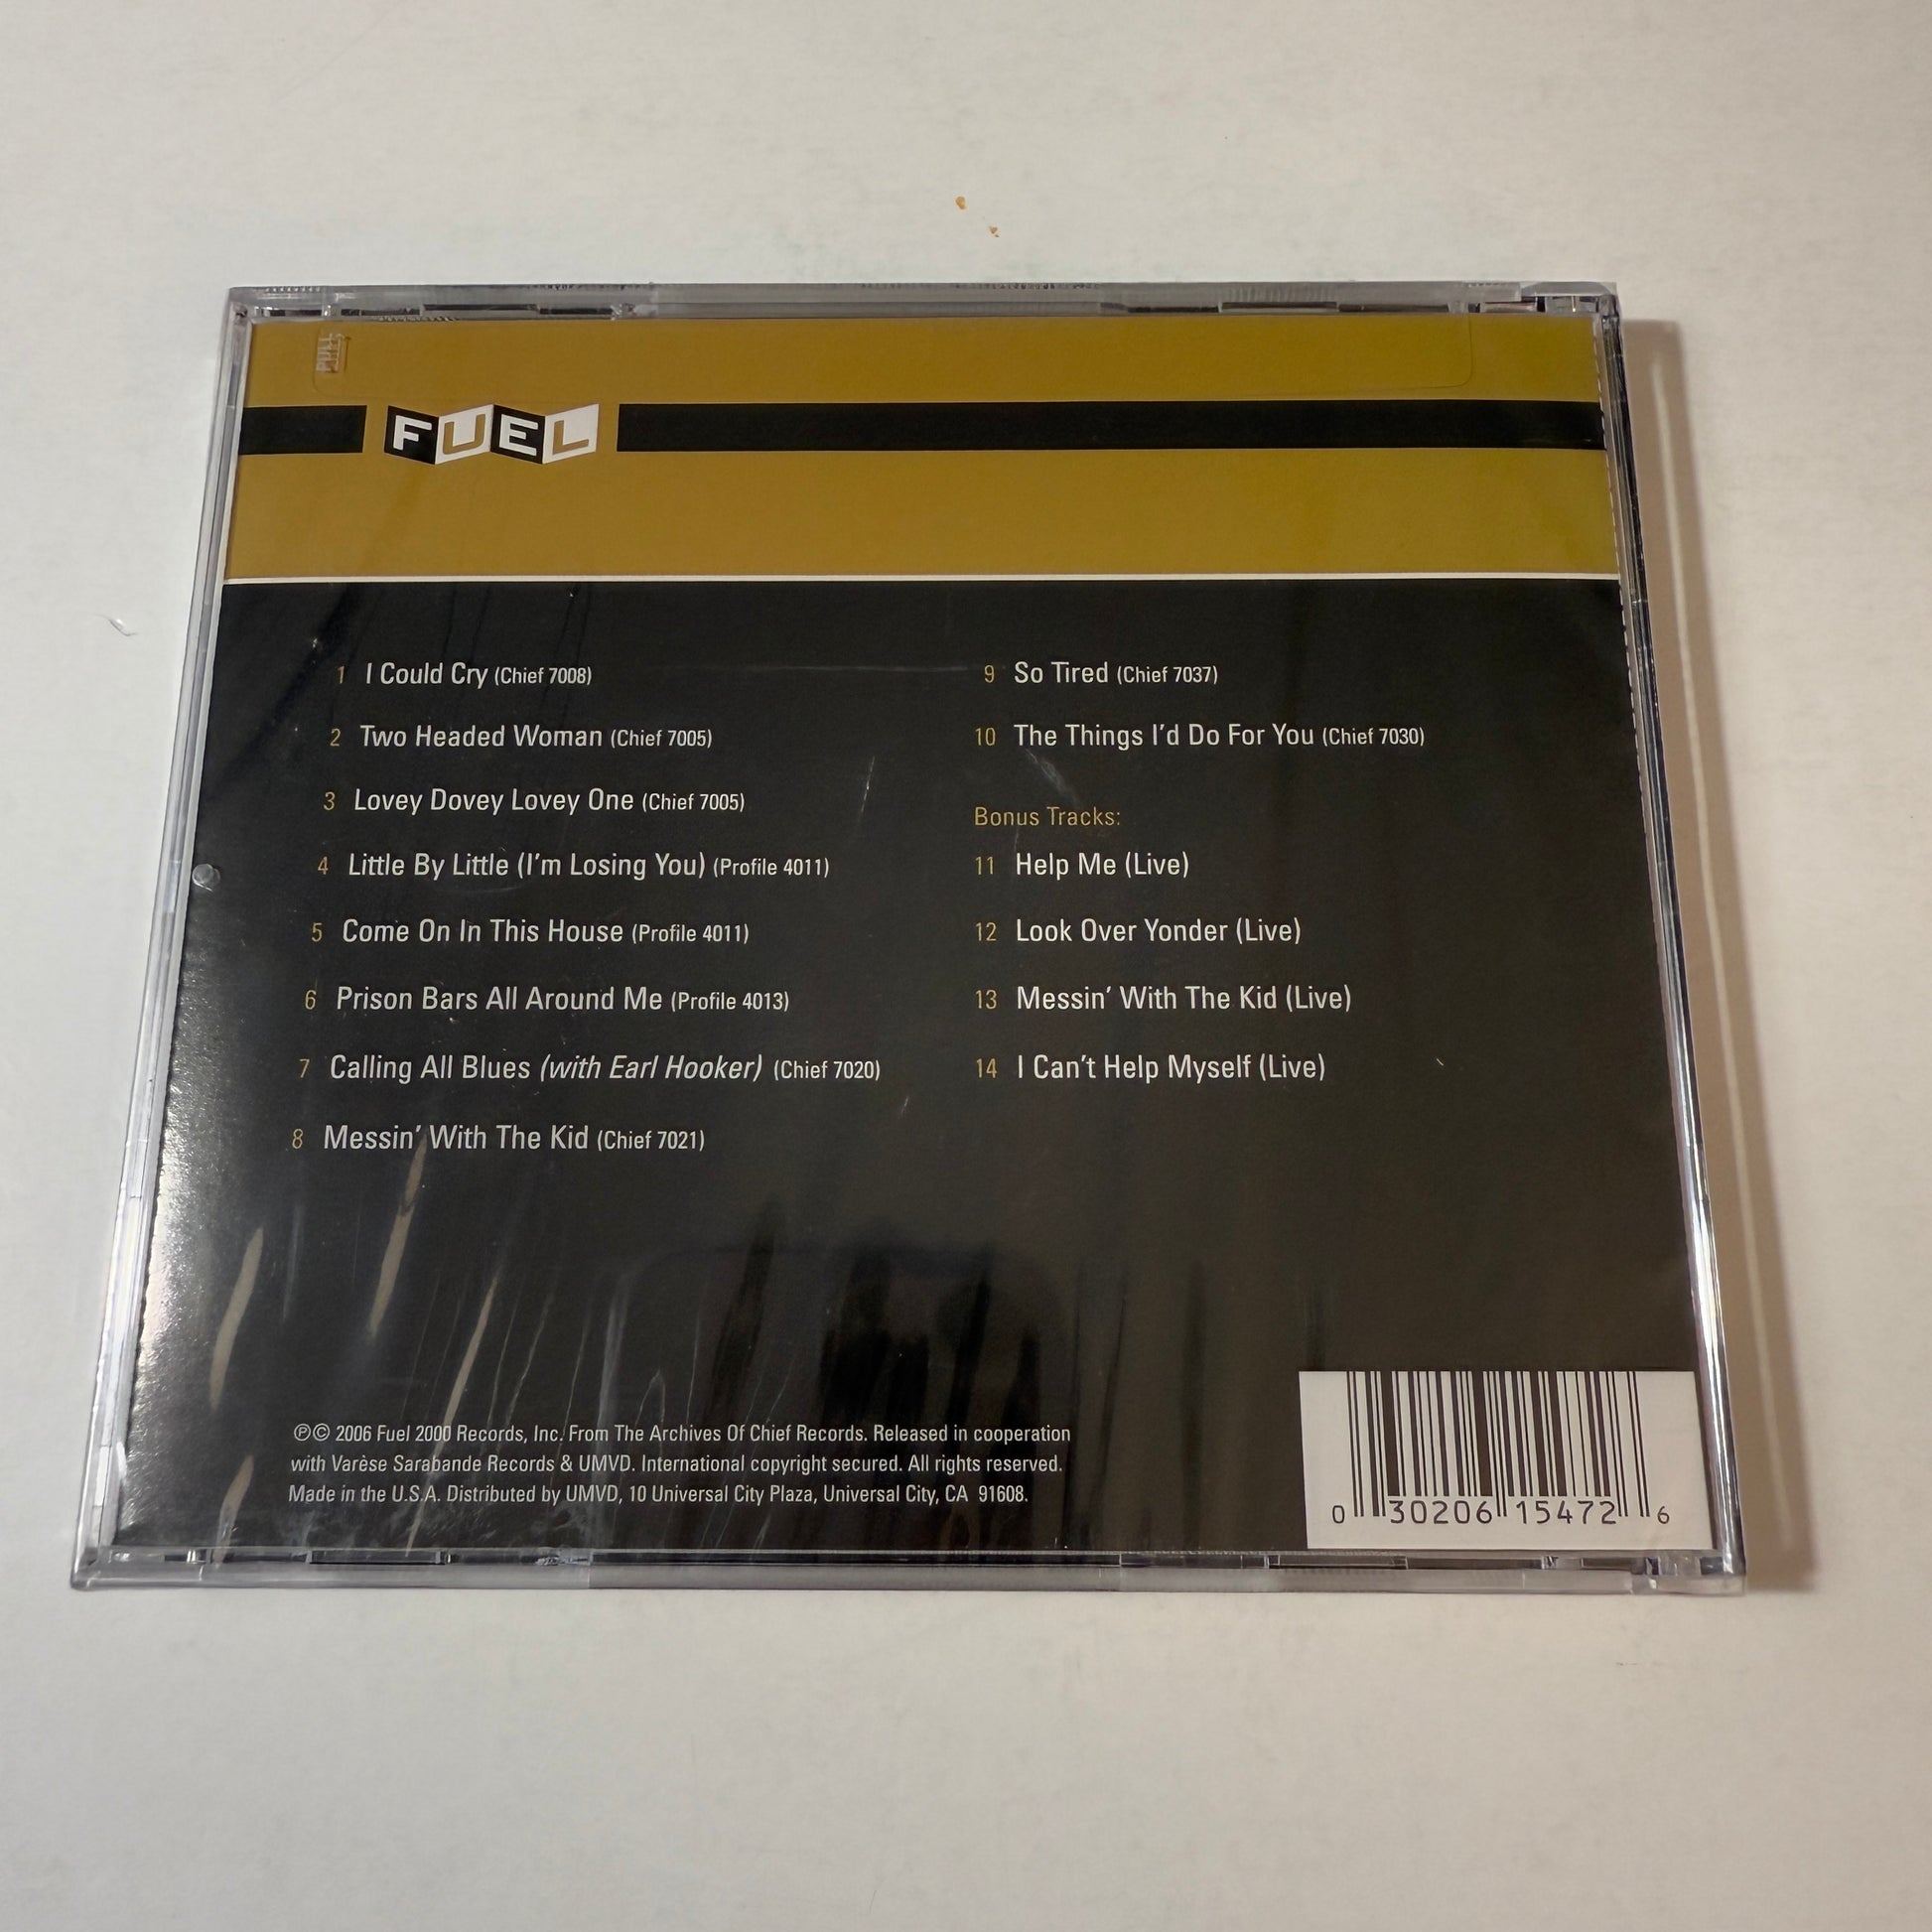 PULL
FUEL
1 I Could Cry (Chief 7008)
2 Two Headed Woman (Chief 7005)
3 Lovey Dovey Lovey One (Chief 7005)
4 Little By Little (I'm Losing You) (Profile 4011)
5 Come On In This House (Profile 4011)
6 Prison Bars All Around Me (Profile 4013)
7 Calling All Blues (with Earl Hooker) (Chief 7020)
8 Messin' With The Kid (Chief 7021)
9 So Tired (Chief 7037)
10 The Things I'd Do For You (Chief 7030)
Bonus Tracks:
11 Help Me (Live)
12 Look Over Yonder (Live)
13 Messin' With The Kid (Live)
14 I Can't Help Myself (Live)
℗© 2006 Fuel 2000 Records, Inc. From The Archives Of Chief Records. Released in cooperation
with Varèse Sarabande Records & UMVD. International copyright secured. All rights reserved.
Made in the U.S.A. Distributed by UMVD, 10 Universal City Plaza, Universal City, CA 91608.
0 30206 15472 6